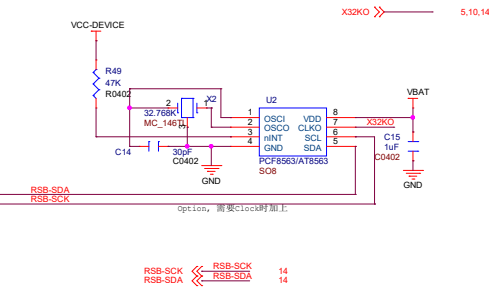 X32KO 5,10,14
VCC-DEVICE
R49
47K
R0402
VBAT
2 1 X2
32.768K
MC_146
U2
1 OSCI VDD 8
2 OSCO CLKO 7 X32KO
3 nINT SCL 6
4 GND SDA 5
C15
1uF
C0402
C14 30pF
C0402
PCF8563/AT8563
SO8
GND
GND
RSB-SDA
RSB-SCK
Option, 需要Clock时加上
RSB-SCK RSB-SCK 14
RSB-SDA RSB-SDA 14